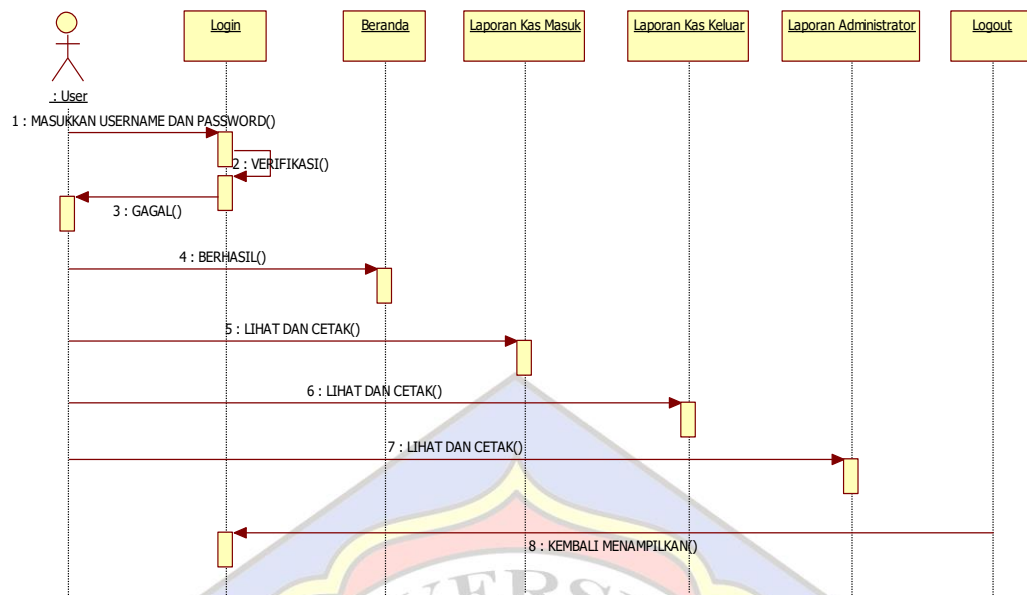 Login
Beranda
Laporan Kas Masuk
Laporan Kas Keluar
Laporan Administrator
Logout
: User
1 : MASUKKAN USERNAME DAN PASSWORD()
2 : VERIFIKASI()
3 : GAGAL()
4 : BERHASIL()
5 : LIHAT DAN CETAK()
6 : LIHAT DAN CETAK()
7 : LIHAT DAN CETAK()
8 : KEMBALI MENAMPILKAN()